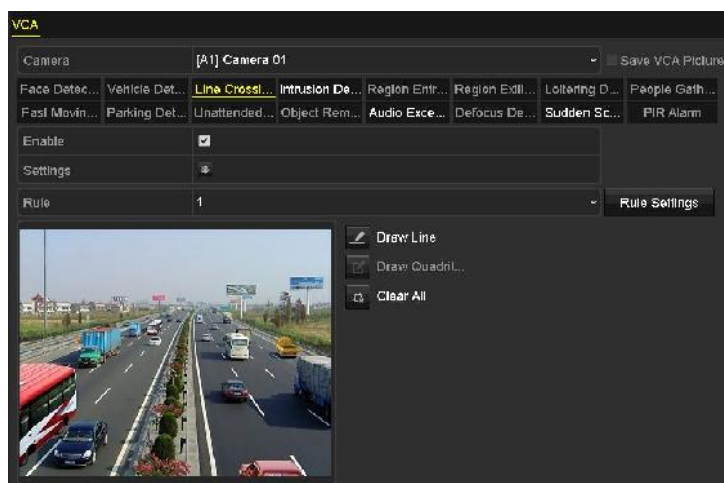 VCA
Camera [A1] Camera 01 Save VCA Picture
Face Detec... Vehicle Det... Line Crossi... Intrusion De... Region Entr... Region Exiti... Loitering D... People Gath...
Fast Movin... Parking Det... Unattended... Object Rem... Audio Exce... Defocus De... Sudden Sc... PIR Alarm
Enable
Settings
Rule 1 Rule Settings
Draw Line
Draw Quadril...
Clear All